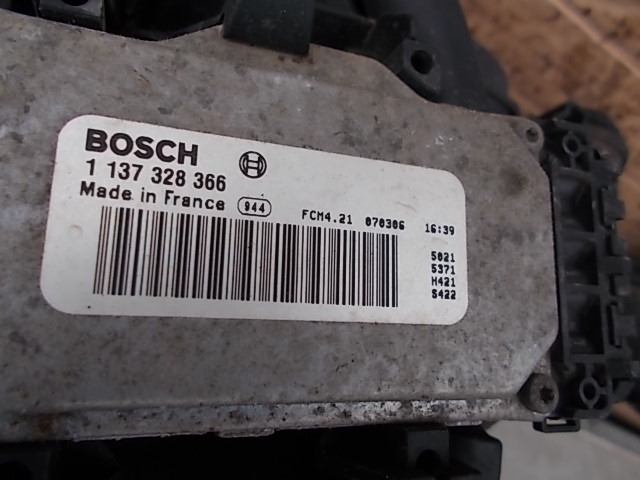 BOSCH
1 137 328 366
Made in France 944 FCM4.21 070306 16:39
5021
5371
H421
S422